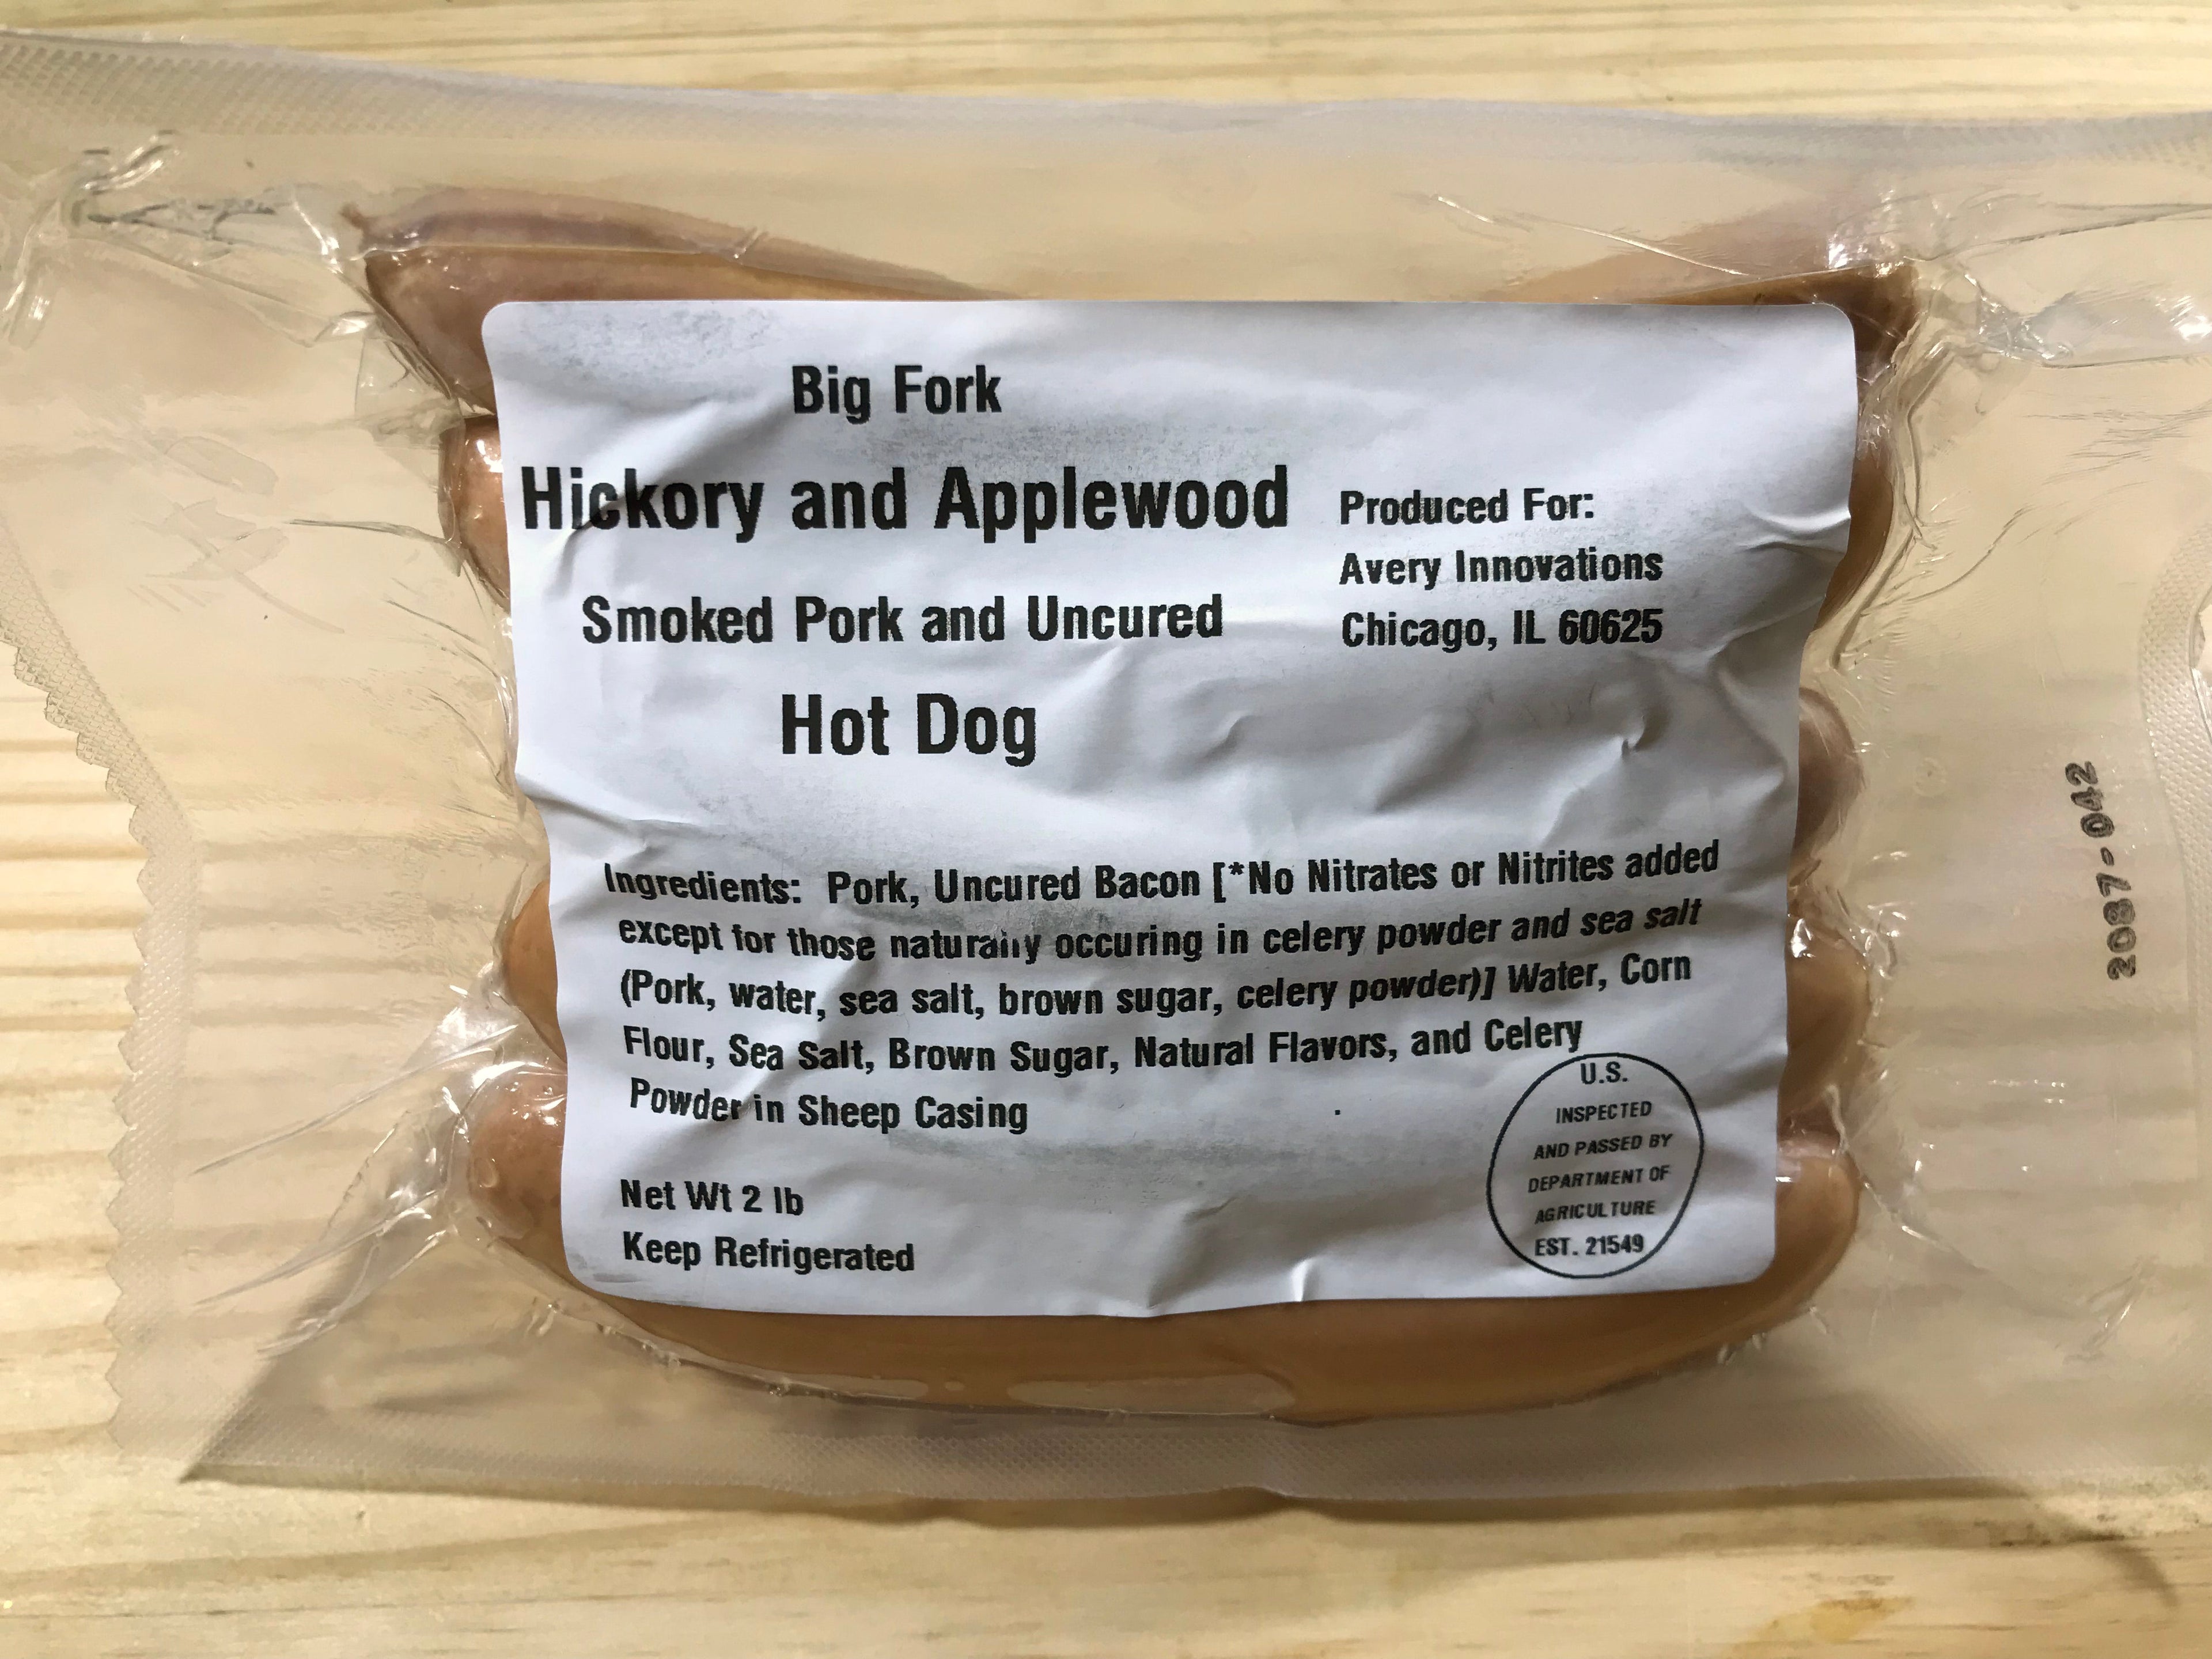 Big Fork
Hickory and Applewood
Smoked Pork and Uncured
Hot Dog
Produced For:
Avery Innovations
Chicago, IL 60625
Ingredients: Pork, Uncured Bacon [*No Nitrates or Nitrites added
except for those naturally occuring in celery powder and sea salt
(Pork, water, sea salt, brown sugar, celery powder)] Water, Corn
Flour, Sea Salt, Brown Sugar, Natural Flavors, and Celery
Powder in Sheep Casing
Net Wt 2 lb
Keep Refrigerated
U.S.
INSPECTED
AND PASSED BY
DEPARTMENT OF
AGRICULTURE
EST. 21549
2087-042